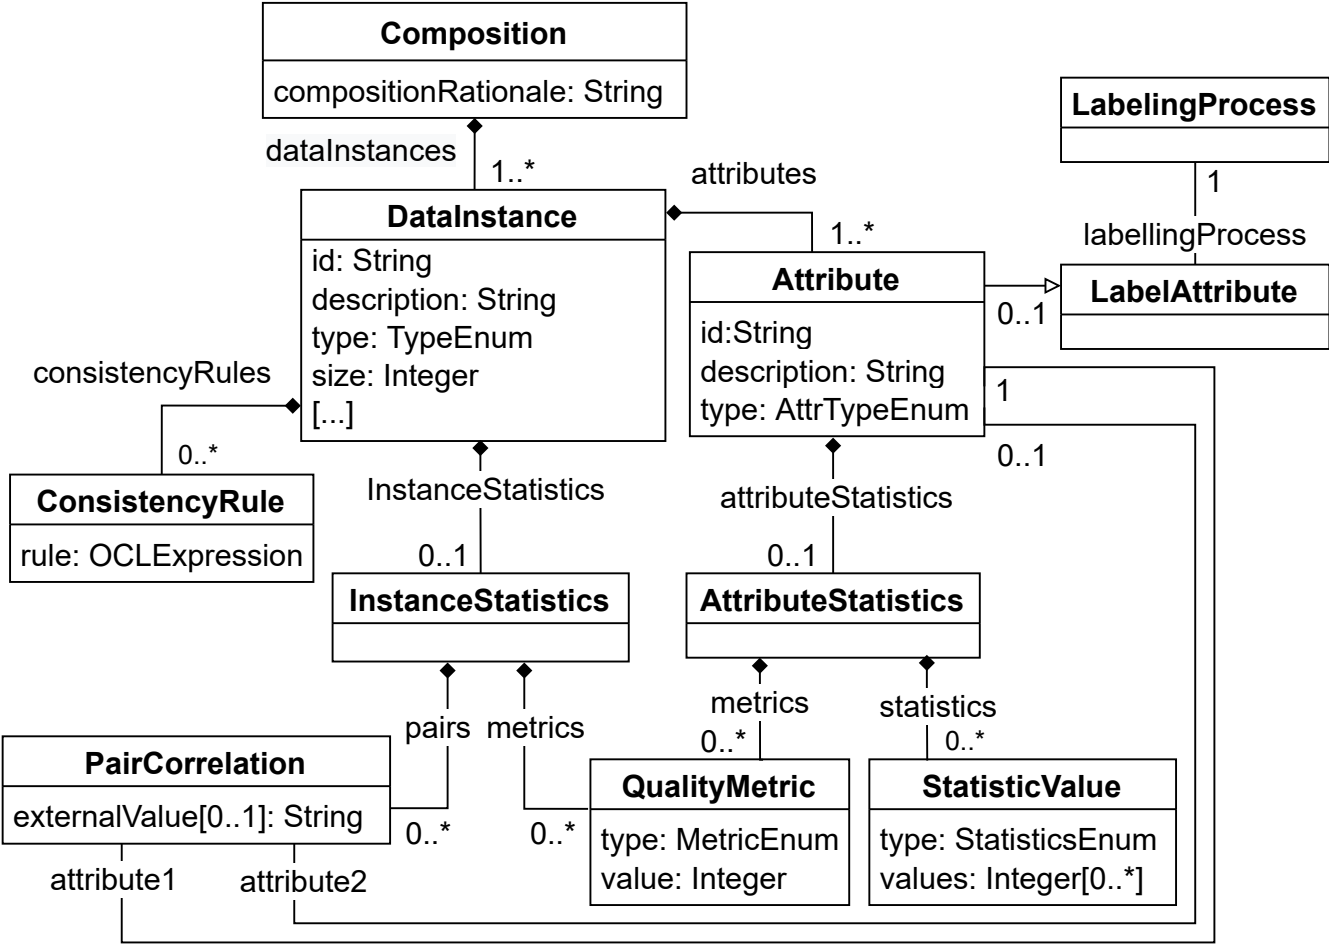 Composition
compositionRationale: String
dataInstances
1..*
attributes
1..*
LabelingProcess
1
labellingProcess
LabelAttribute
0..1
DataInstance
id: String
description: String
type: TypeEnum
size: Integer
[...]
Attribute
id:String
description: String
type: AttrTypeEnum
1
0..1
consistencyRules
0..*
ConsistencyRule
rule: OCLExpression
InstanceStatistics
0..1
InstanceStatistics
attributeStatistics
0..1
AttributeStatistics
pairs
metrics
0..*
0..*
metrics
0..*
statistics
0..*
PairCorrelation
externalValue[0..1]: String
attribute1
attribute2
QualityMetric
type: MetricEnum
value: Integer
StatisticValue
type: StatisticsEnum
values: Integer[0..*]